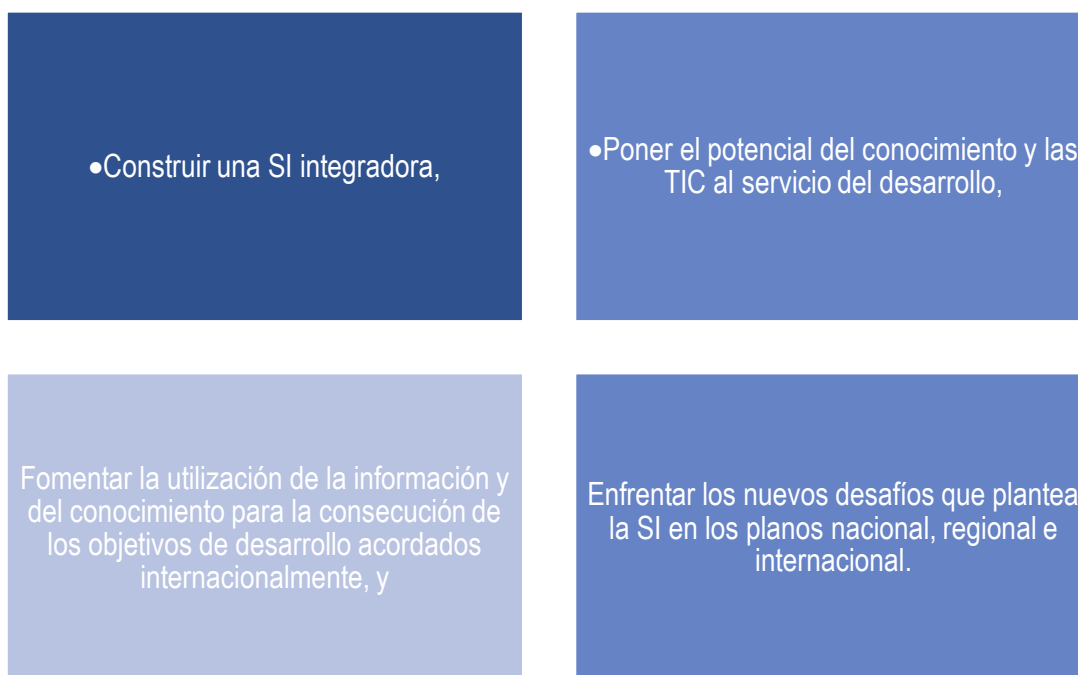 •Construir una SI integradora,
•Poner el potencial del conocimiento y las
TIC al servicio del desarrollo,
Fomentar la utilización de la información y
del conocimiento para la consecución de
los objetivos de desarrollo acordados
internacionalmente, y
Enfrentar los nuevos desafíos que plantea
la SI en los planos nacional, regional e
internacional.